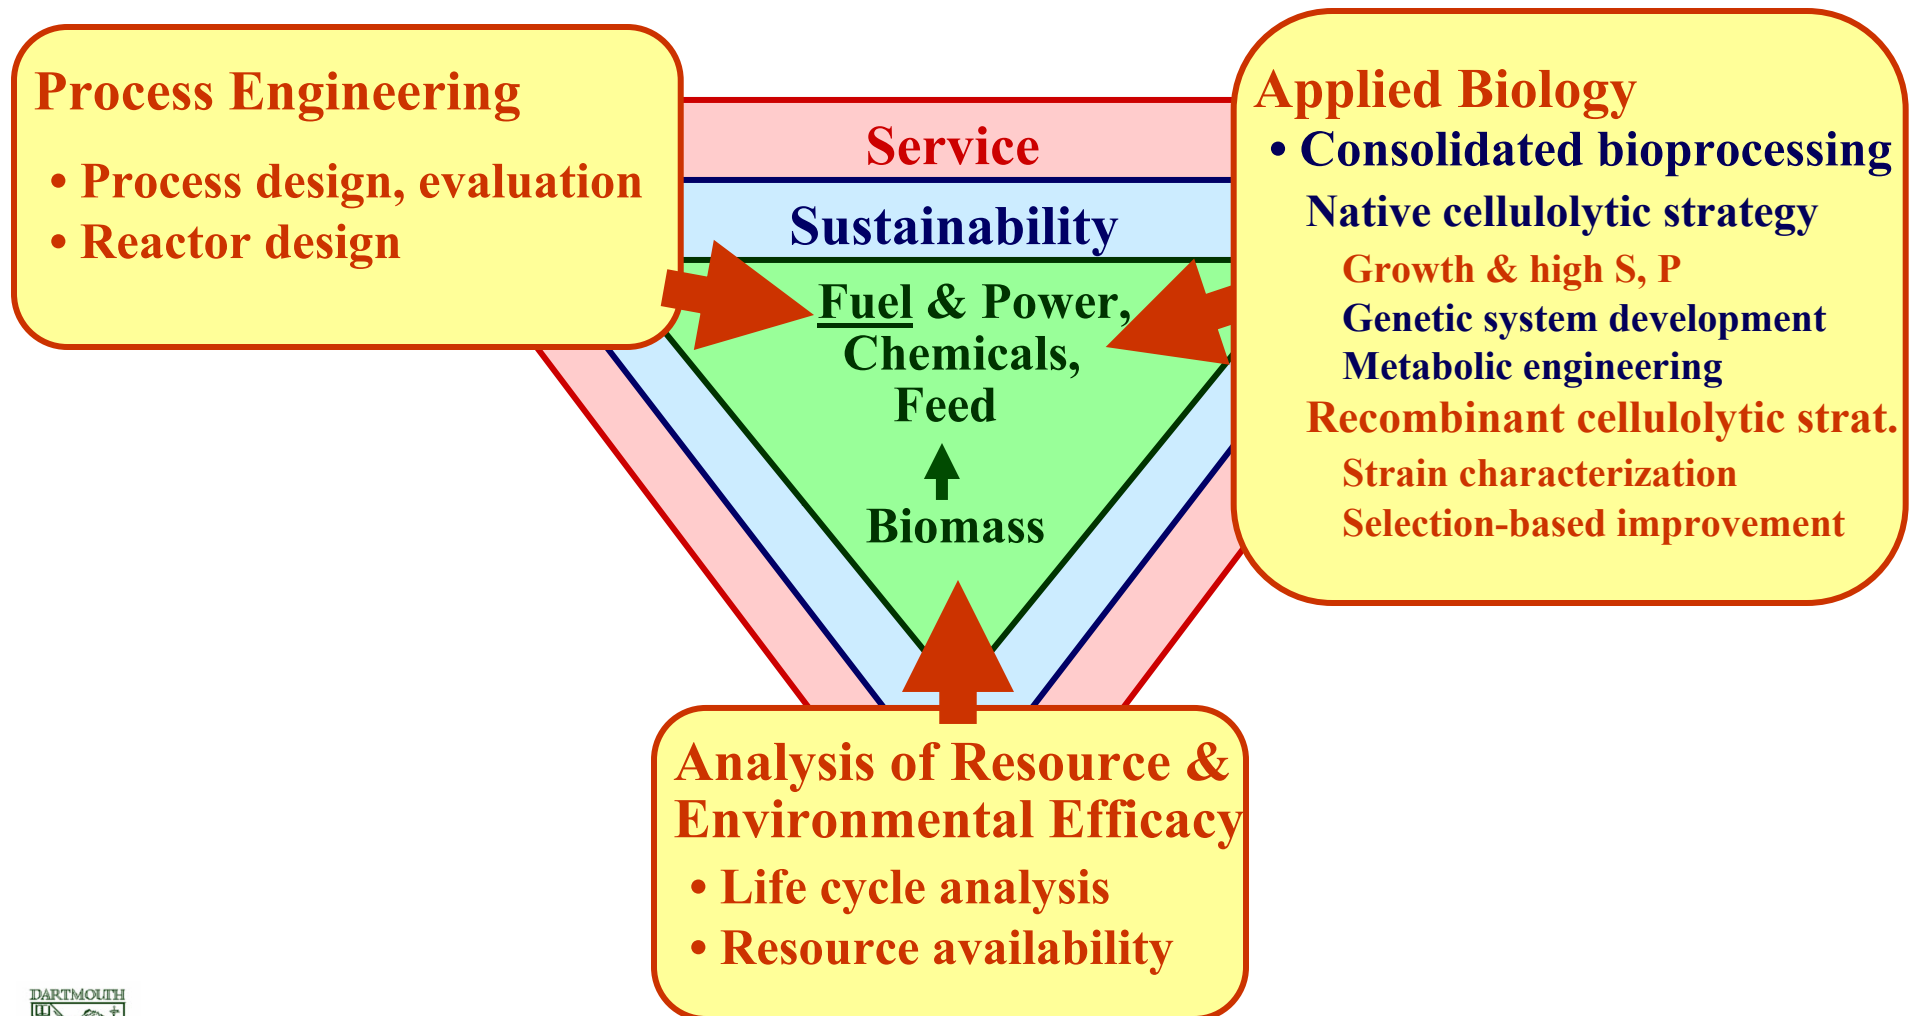 Process Engineering
• Process design, evaluation
• Reactor design
Service
Sustainability
Fuel & Power,
Chemicals,
Feed
Biomass
Applied Biology
• Consolidated bioprocessing
Native cellulolytic strategy
Growth & high S, P
Genetic system development
Metabolic engineering
Recombinant cellulolytic strat.
Strain characterization
Selection-based improvement
Analysis of Resource &
Environmental Efficacy
• Life cycle analysis
• Resource availability
DARTMOUTH